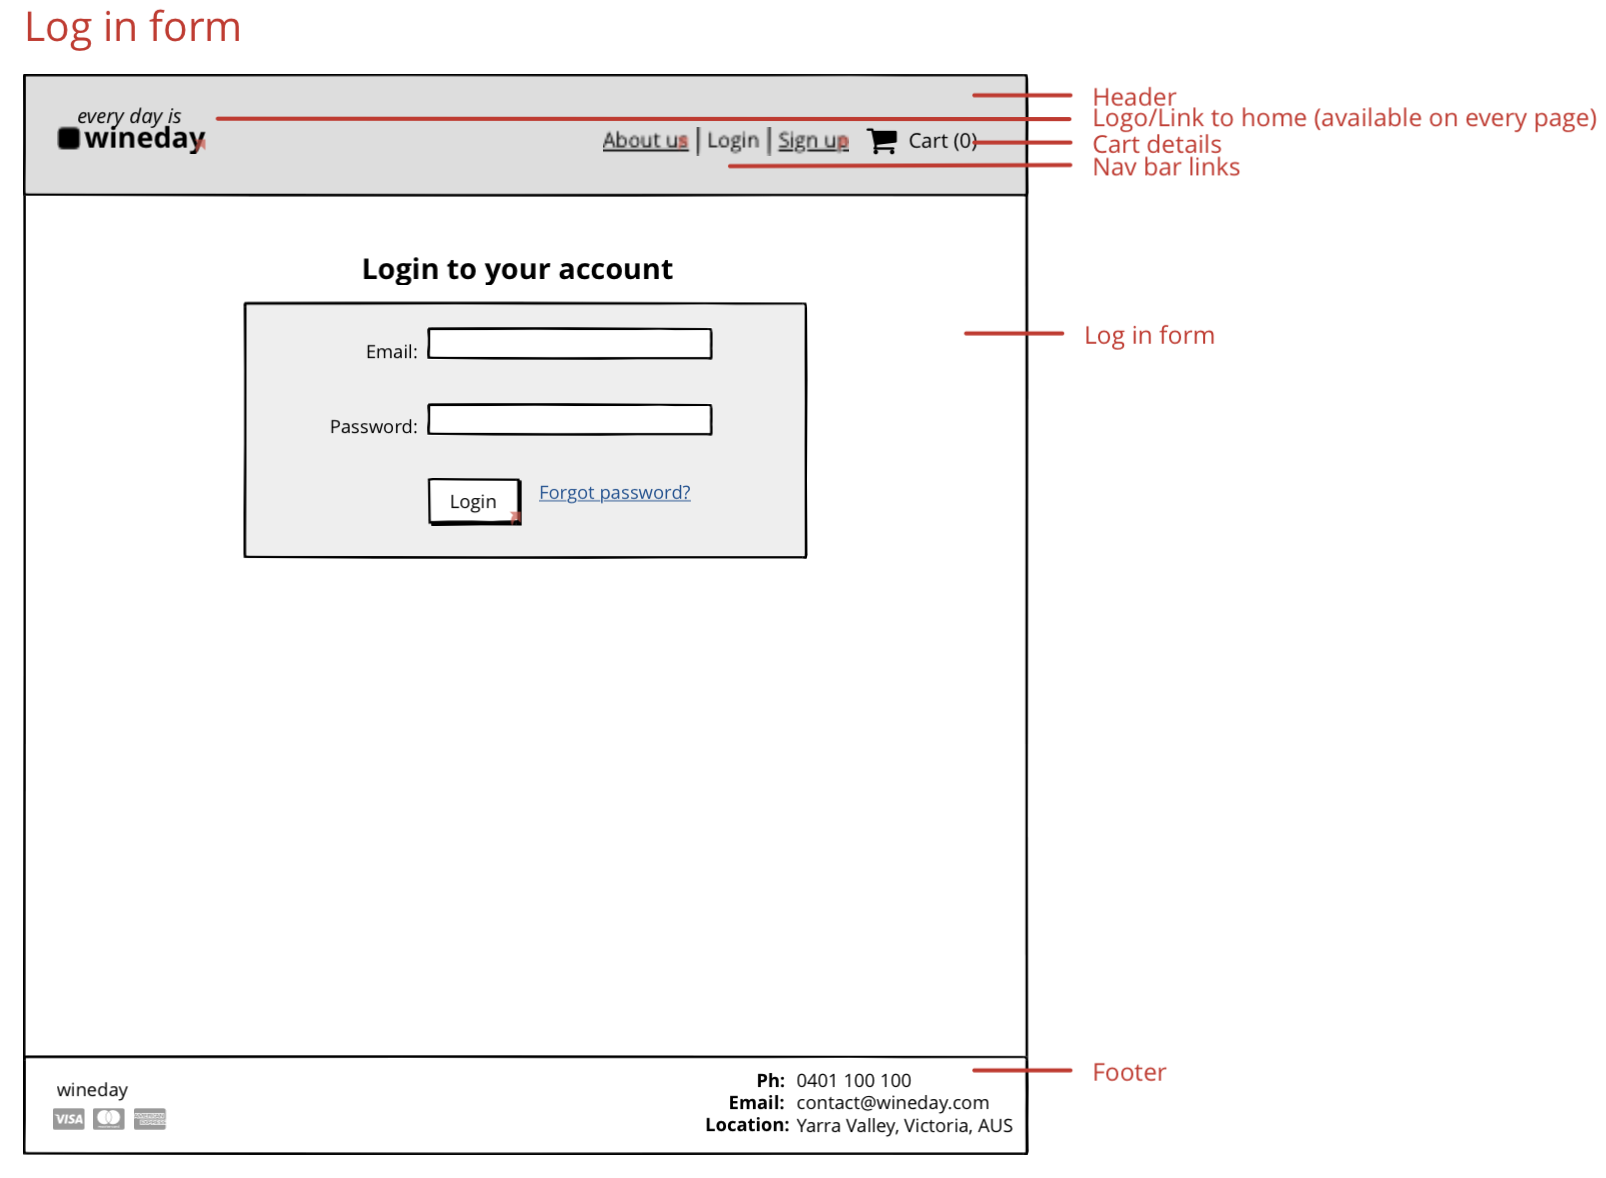 Log in form
every day is
wineday
About us | Login | Sign up Cart (0)
Header
Logo/Link to home (available on every page)
Cart details
Nav bar links
Login to your account
Email:
Log in form
Password:
Login Forgot password?
wineday
VISA
Ph: 0401 100 100
Email: contact@wineday.com
Location: Yarra Valley, Victoria, AUS
Footer